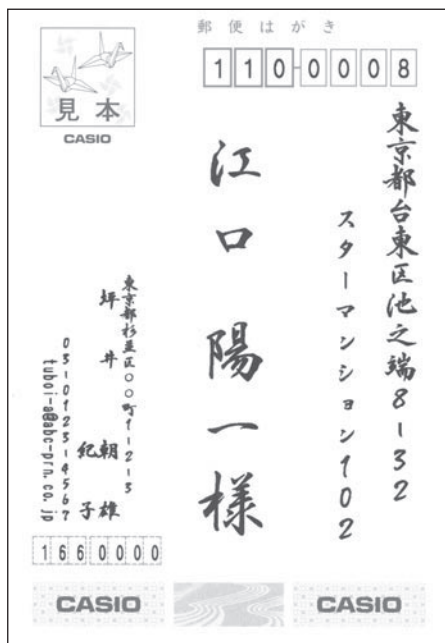 郵便はがき
110-0008
見本
CASIO
東京都台東区池之端8-32
スターマンション102
江口陽一様
東京都杉並区〇〇町1-2-3
坪井 朝雄
紀子
03-0123-4567
tuboi-a@abc-prn.co.jp
1660000
CASIO
CASIO